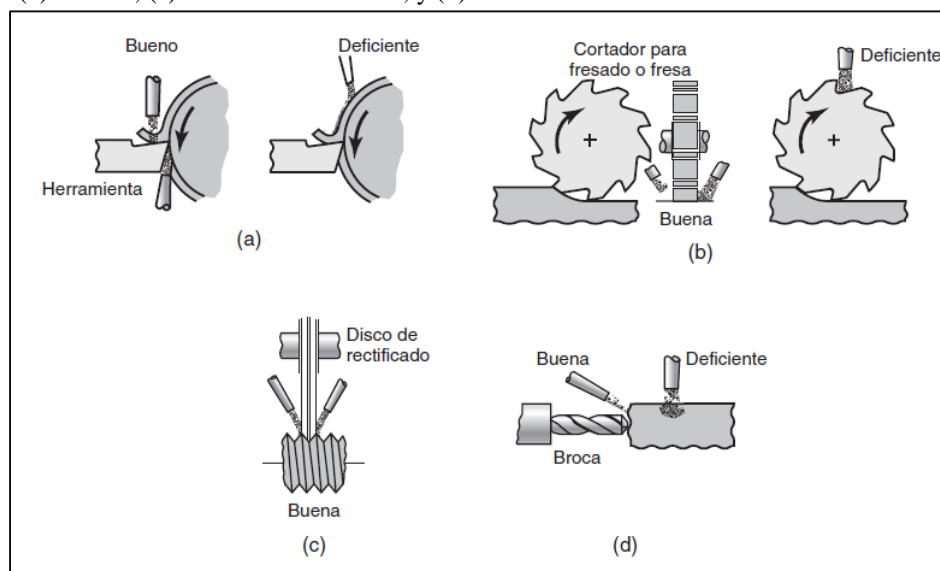 Bueno
Deficiente
Herramienta
(a)
Cortador para
fresado o fresa
Deficiente
Buena
(b)
Disco de
rectificado
Buena
(c)
Buena
Deficiente
Broca
(d)